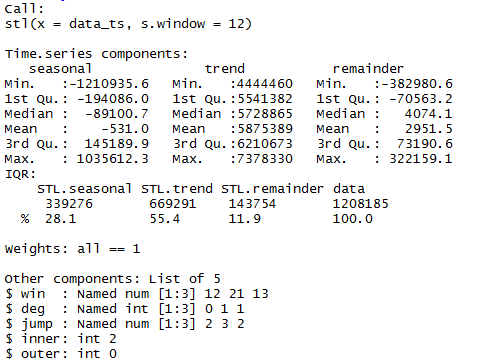 Call:
stl(x = data_ts, s.window = 12)
Time.series components:
seasonal trend remainder
Min. :-1210935.6 Min. :4444460 Min. :-382980.6
1st Qu.: -194086.0 1st Qu.:5541382 1st Qu.: -70563.2
Median : -89100.7 Median :5728865 Median : 4074.1
Mean : -531.0 Mean :5875389 Mean : 2951.5
3rd Qu.: 145189.9 3rd Qu.:6210673 3rd Qu.: 73190.6
Max. : 1035612.3 Max. :7378330 Max. : 322159.1
IQR:
STL.seasonal STL.trend STL.remainder data
339276 669291 143754 1208185
% 28.1 55.4 11.9 100.0
Weights: all == 1
Other components: List of 5
$ win : Named num [1:3] 12 21 13
$ deg : Named int [1:3] 0 1 1
$ jump : Named num [1:3] 2 3 2
$ inner: int 2
$ outer: int 0